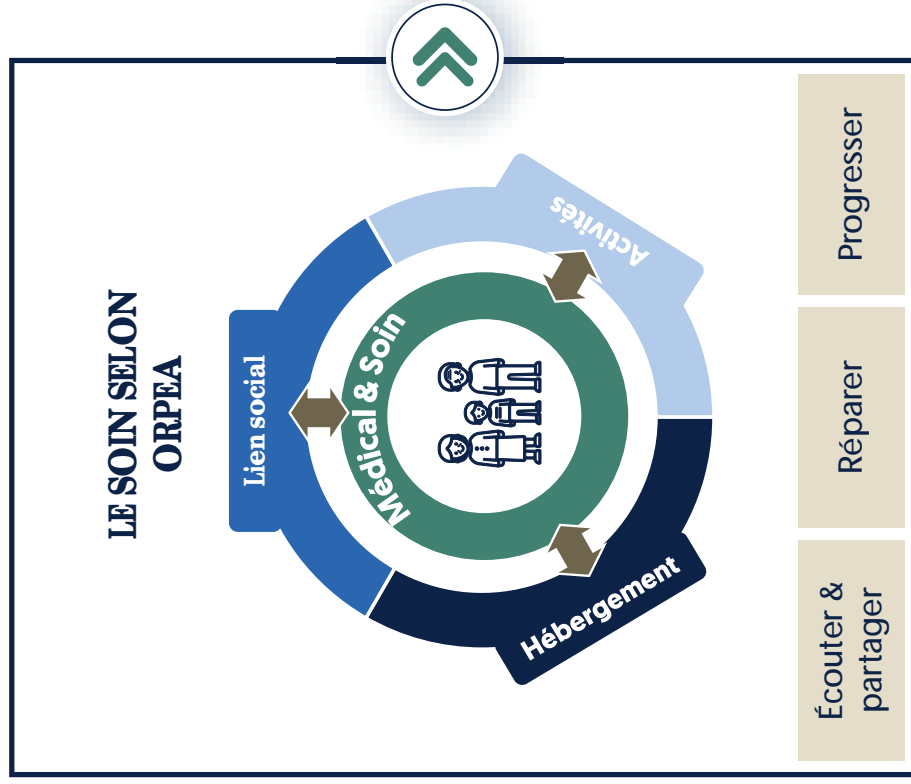 LE SOIN SELON
ORPEA
Lien social
Médical & Soin
Activités
Hébergement
Écouter &
partager
Réparer
Progresser